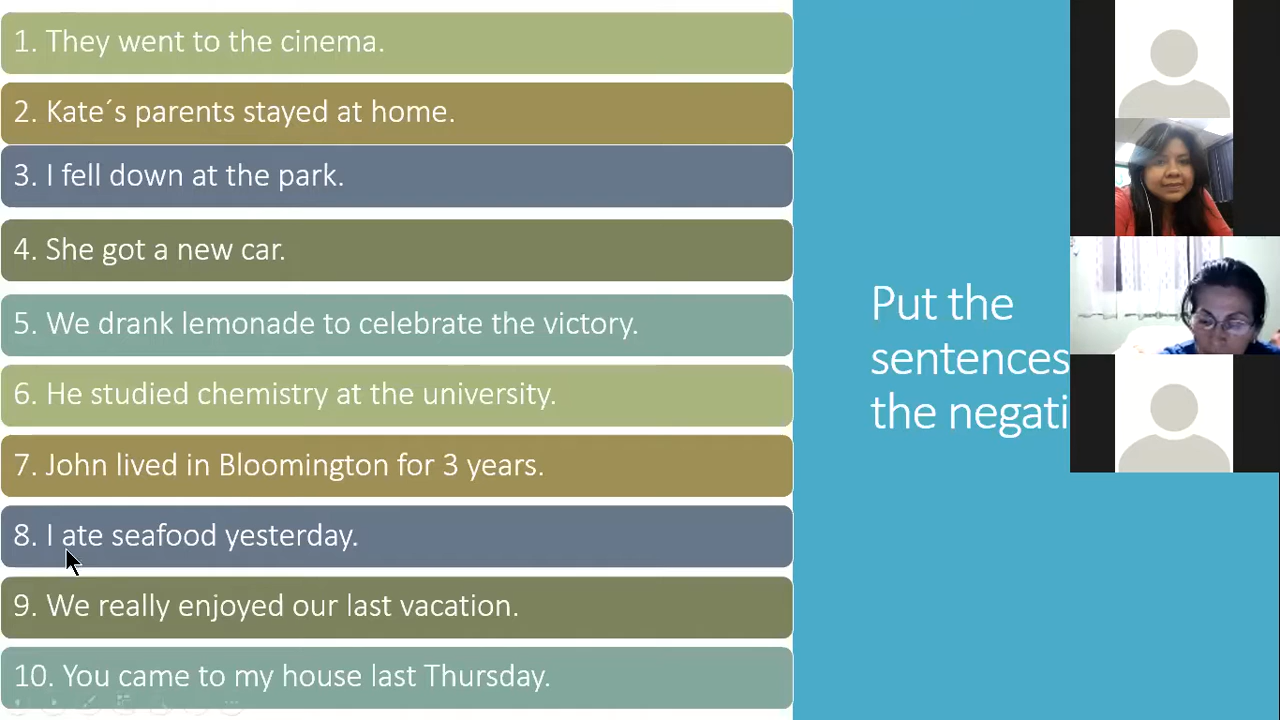 1. They went to the cinema.
2. Kate´s parents stayed at home.
3. I fell down at the park.
4. She got a new car.
5. We drank lemonade to celebrate the victory.
6. He studied chemistry at the university.
7. John lived in Bloomington for 3 years.
8. I ate seafood yesterday.
9. We really enjoyed our last vacation.
10. You came to my house last Thursday.
Put the
sentences
the negati